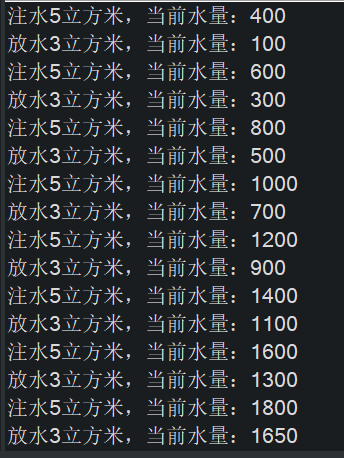 注水5立方米，当前水量：400
放水3立方米，当前水量：100
注水5立方米，当前水量：600
放水3立方米，当前水量：300
注水5立方米，当前水量：800
放水3立方米，当前水量：500
注水5立方米，当前水量：1000
放水3立方米，当前水量：700
注水5立方米，当前水量：1200
放水3立方米，当前水量：900
注水5立方米，当前水量：1400
放水3立方米，当前水量：1100
注水5立方米，当前水量：1600
放水3立方米，当前水量：1300
注水5立方米，当前水量：1800
放水3立方米，当前水量：1650